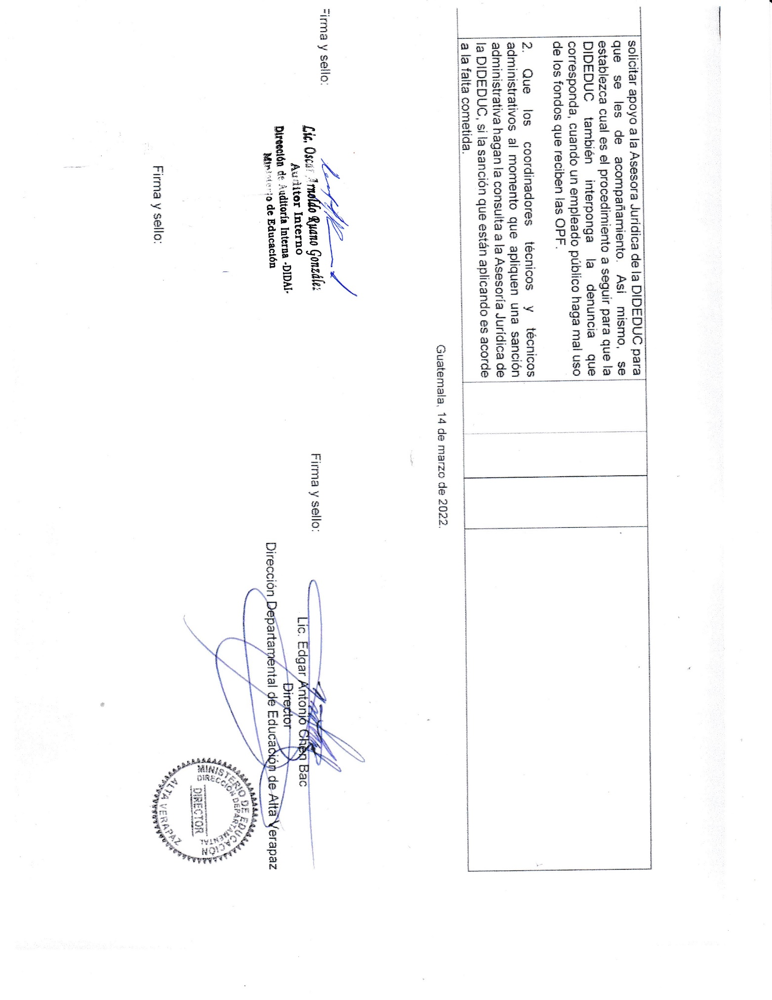 solicitar apoyo a la Asesora Jurídica de la DIDEDUC para
que se les de acompañamiento. Asi mismo, se
establezca cual es el procedimiento a seguir para que la
DIDEDUC también interponga la denuncia que
corresponda, cuando un empleado público haga mal uso
de los fondos que reciben las OPF.
2. Que los coordinadores técnicos y técnicos
administrativos al momento que apliquen una sanción
administrativa hagan la consulta a la Asesoría Jurídica de
la DIDEDUC, si la sanción que están aplicando es acorde
a la falta cometida.
Guatemala, 14 de marzo de 2022.
Firma y sello:
Lic. Oscar Arnoldo Ruano González
Auditor Interno
Dirección de Auditoría Interna -DIDAI-
Ministerio de Educación
Firma y sello:
Lic. Edgar Antonio Chén Bac
Director
Dirección Departamental de Educación de Alta Verapaz
MINISTERIO DE EDUCACIÓN
DIRECCIÓN DEPARTAMENTAL
DIRECTOR
ALTA VERAPAZ
Firma y sello: